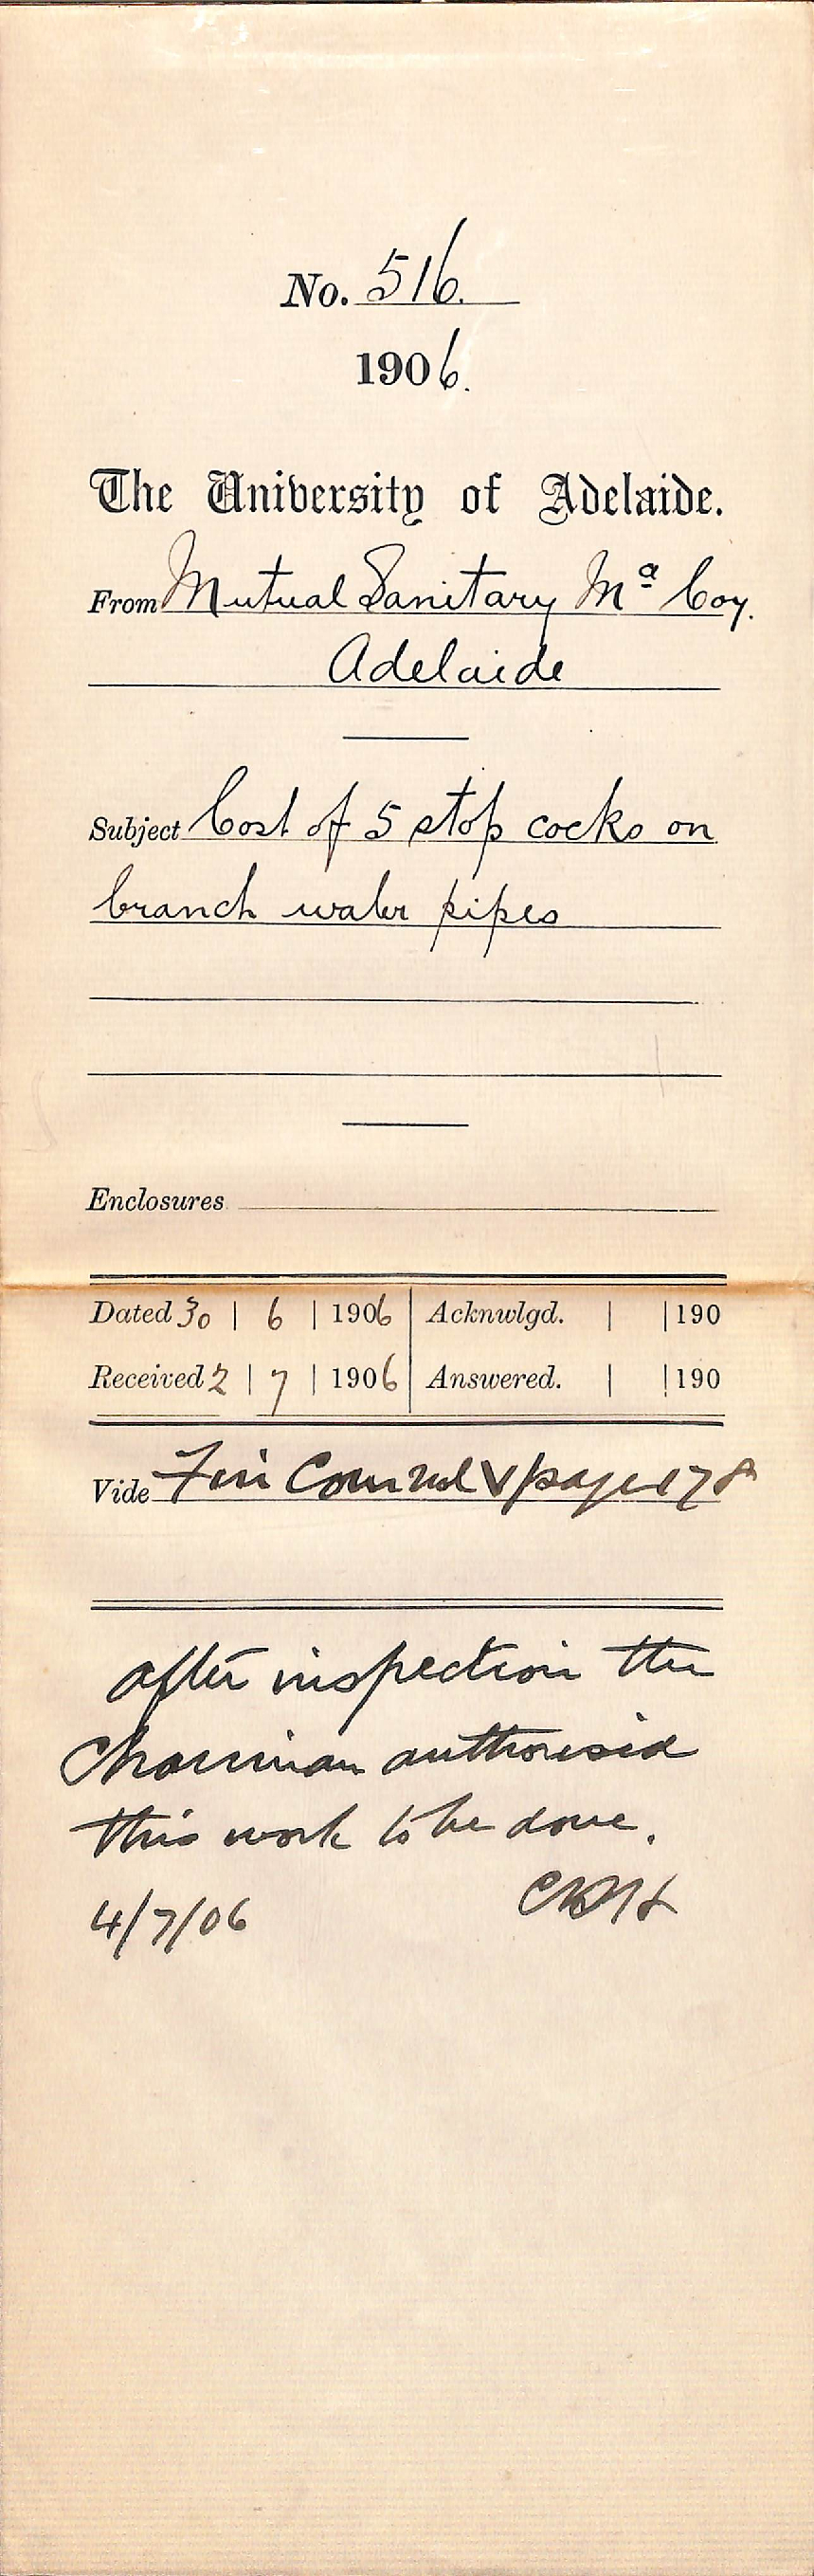 No. 516.
1906.
The University of Adelaide.
From Mutual Sanitary Mª Coy.
Adelaide
Subject Cost of 5 stop cocks on
branch water pipes
Enclosures
Dated 30 | 6 | 1906 Acknwlgd. | | 190
Received 2 | 7 | 1906 Answered. | | 190
Vide Fin Com Vol V page 178
after inspection the
Chairman authorised
this work to be done.
4/7/06